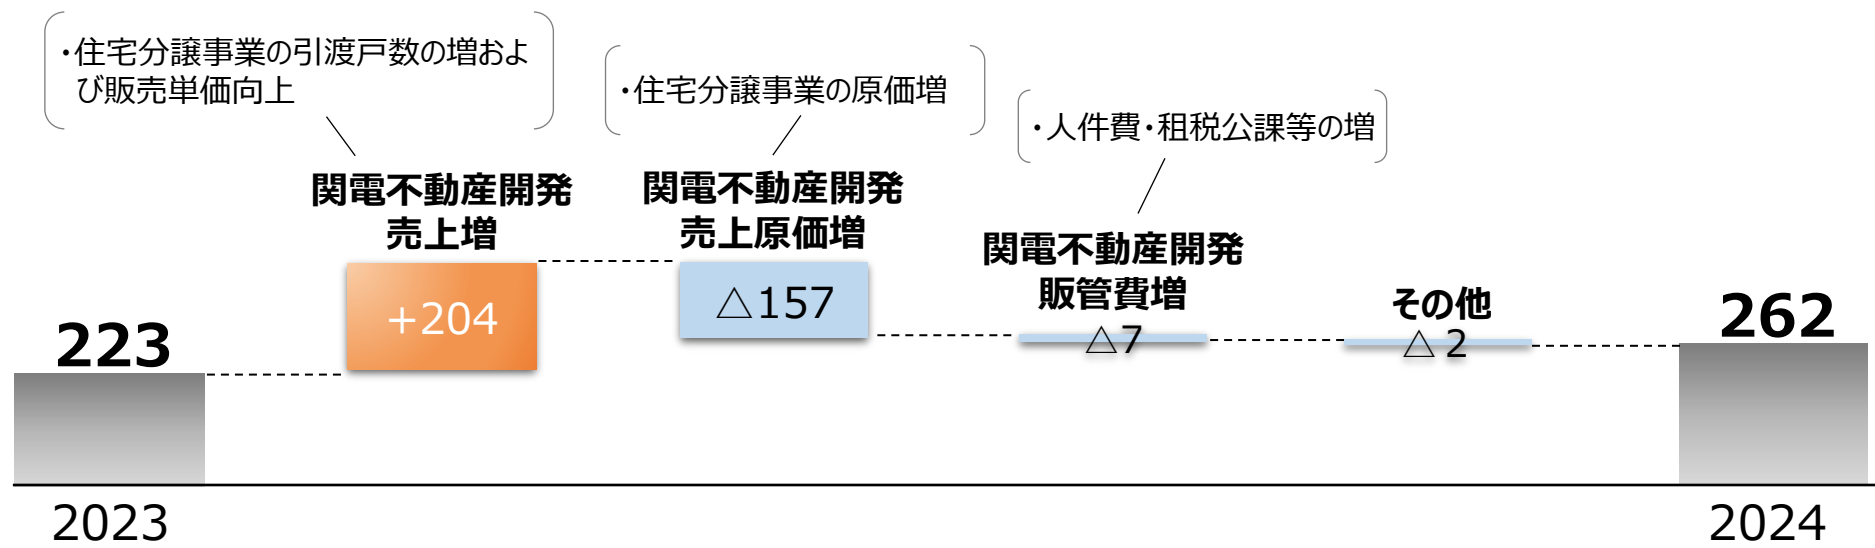 ・住宅分譲事業の引渡戸数の増およ
び販売単価向上
・住宅分譲事業の原価増
・人件費・租税公課等の増
関電不動産開発
売上増
関電不動産開発
売上原価増
関電不動産開発
販管費増
その他
223
+204
△157
△7
△ 2
262
2023
2024